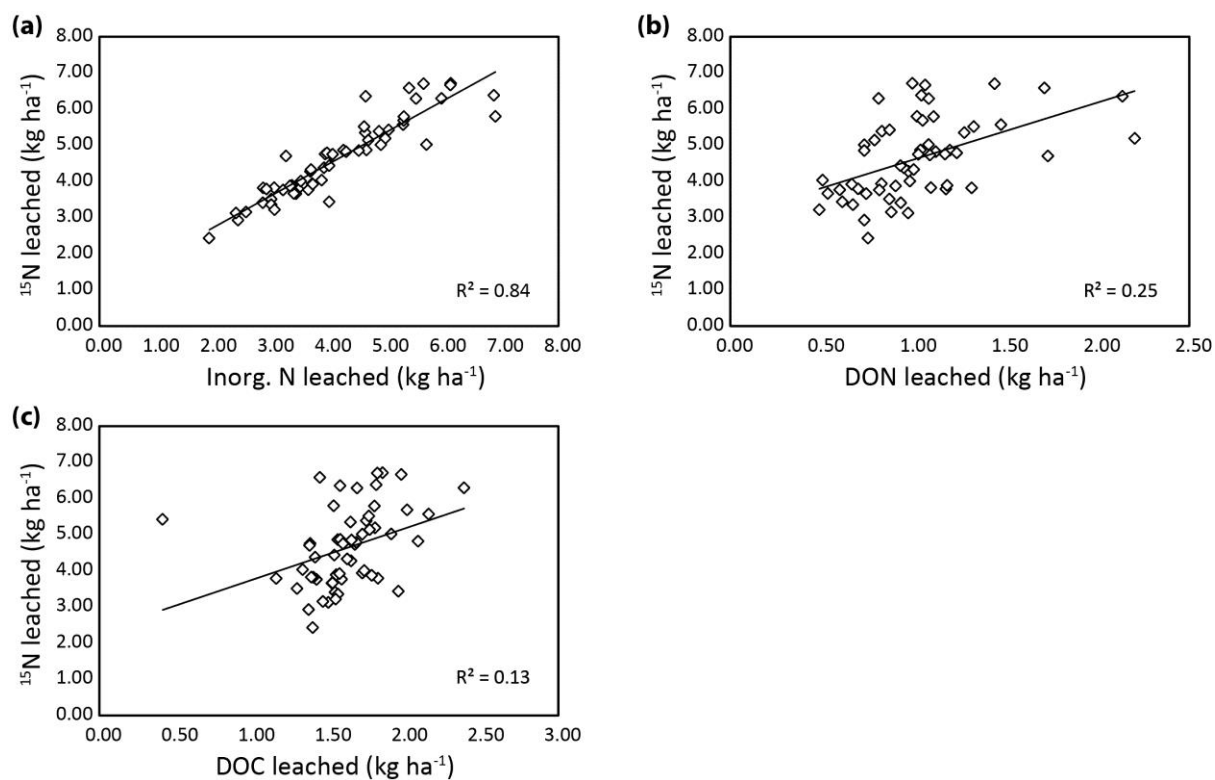 (a)
8.00
7.00
6.00
5.00
4.00
3.00
2.00
1.00
0.00
¹⁵N leached (kg ha⁻¹)
R² = 0.84
0.00 1.00 2.00 3.00 4.00 5.00 6.00 7.00 8.00
Inorg. N leached (kg ha⁻¹)
(b)
8.00
7.00
6.00
5.00
4.00
3.00
2.00
1.00
0.00
¹⁵N leached (kg ha⁻¹)
R² = 0.25
0.00 0.50 1.00 1.50 2.00 2.50
DON leached (kg ha⁻¹)
(c)
8.00
7.00
6.00
5.00
4.00
3.00
2.00
1.00
0.00
¹⁵N leached (kg ha⁻¹)
R² = 0.13
0.00 0.50 1.00 1.50 2.00 3.00
DOC leached (kg ha⁻¹)